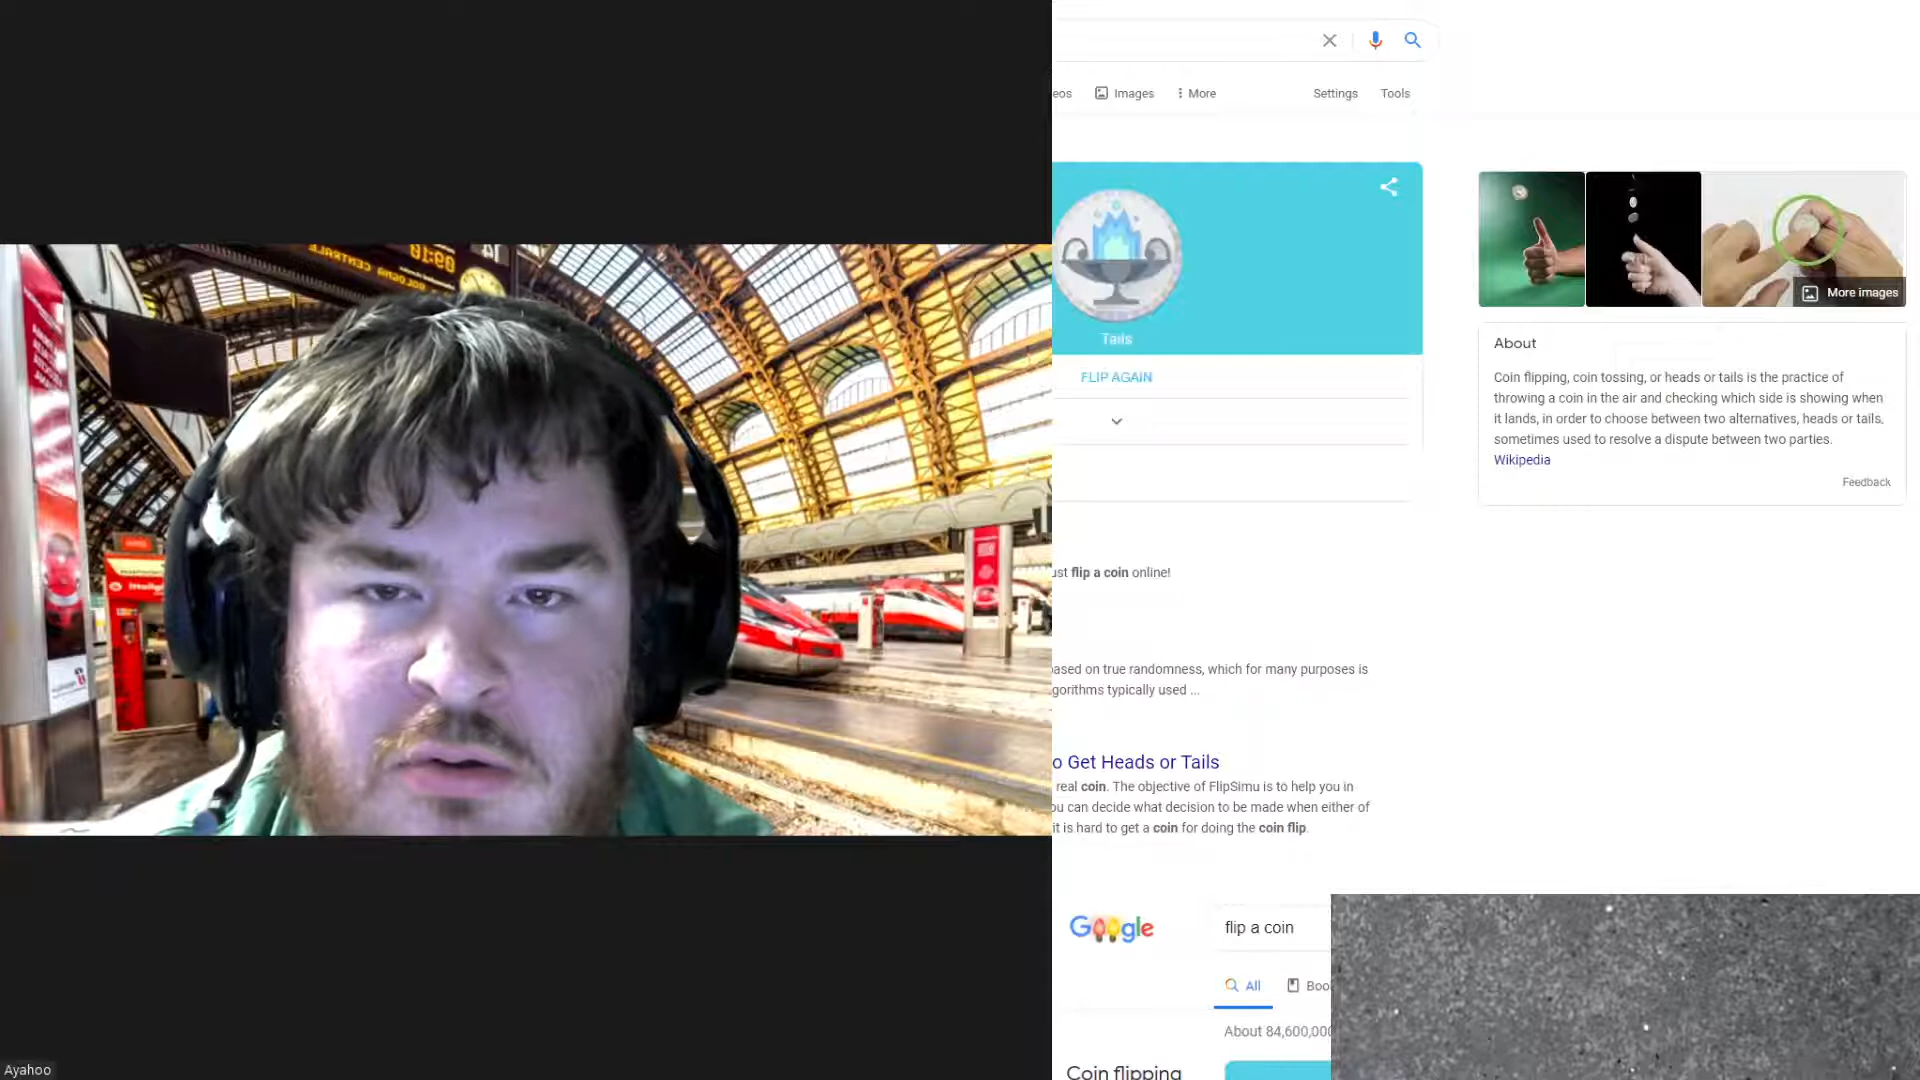 09:10
Ayahoo
eos
Images
More
Settings
Tools
Tails
FLIP AGAIN
More images
About
Coin flipping, coin tossing, or heads or tails is the practice of
throwing a coin in the air and checking which side is showing when
it lands, in order to choose between two alternatives, heads or tails,
sometimes used to resolve a dispute between two parties.
Wikipedia
Feedback
ust flip a coin online!
ased on true randomness, which for many purposes is
gorithms typically used ...
o Get Heads or Tails
real coin. The objective of FlipSimu is to help you in
ou can decide what decision to be made when either of
it is hard to get a coin for doing the coin flip.
Google
flip a coin
All
Boo
About 84,600,000
Coin flipping